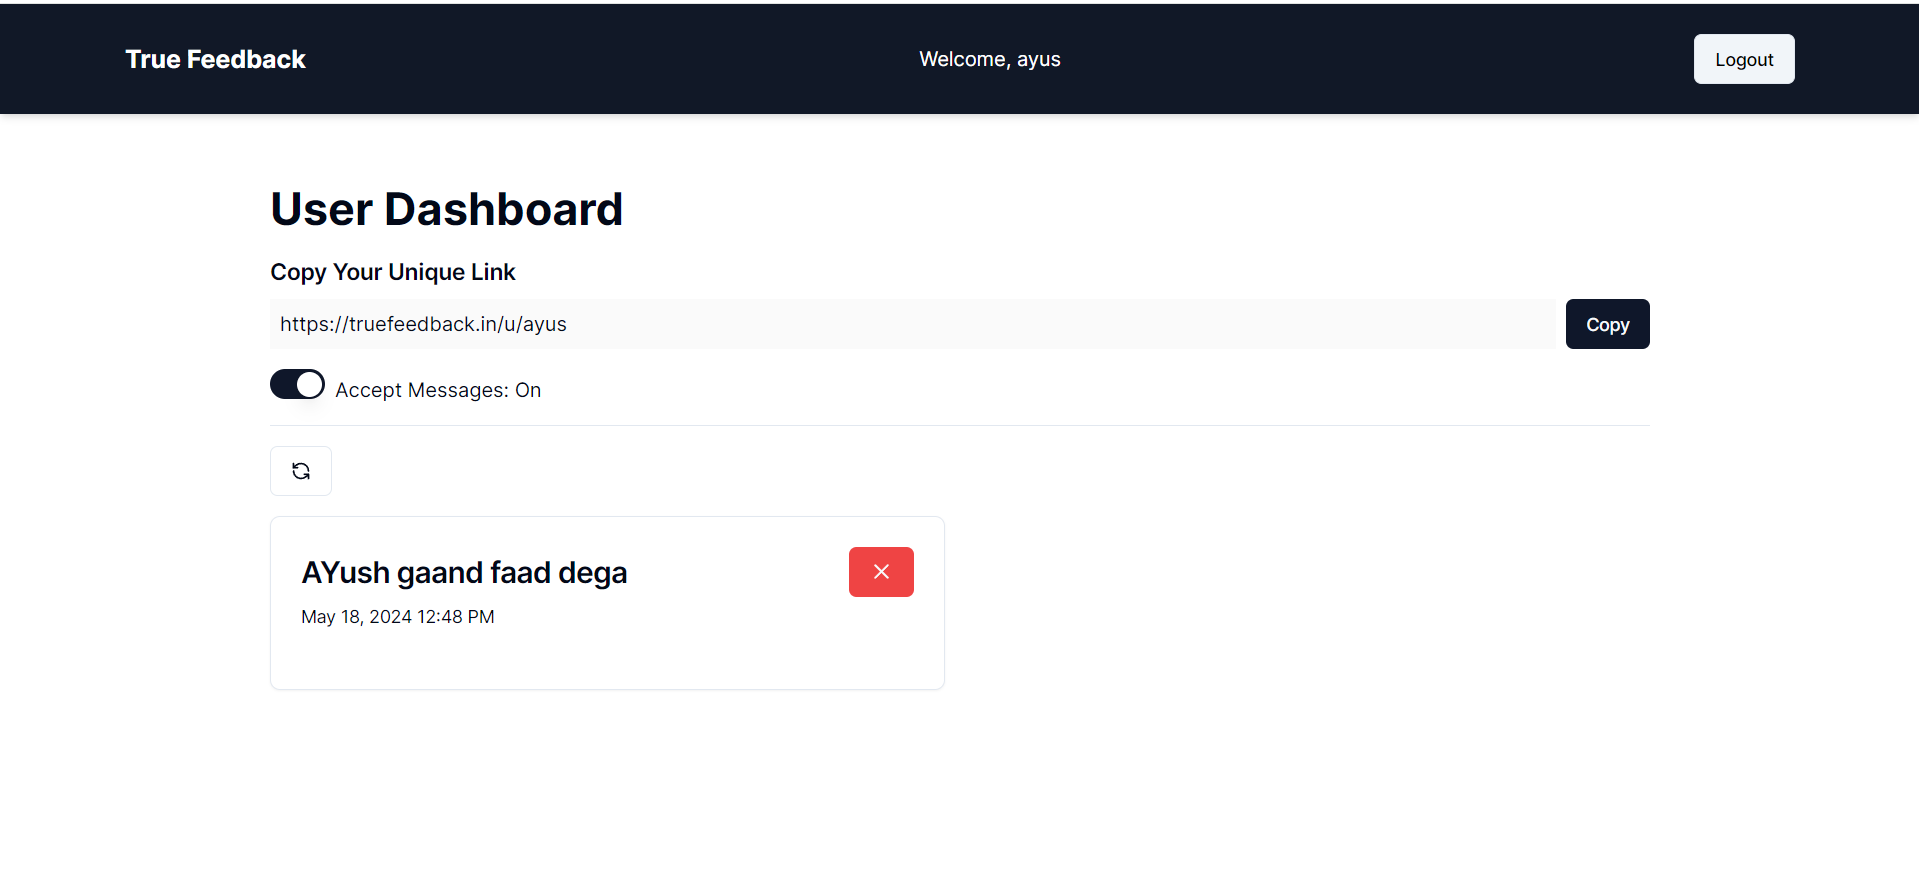 True Feedback
Welcome, ayus
Logout
User Dashboard
Copy Your Unique Link
https://truefeedback.in/u/ayus
Copy
Accept Messages: On
AYush gaand faad dega
May 18, 2024 12:48 PM